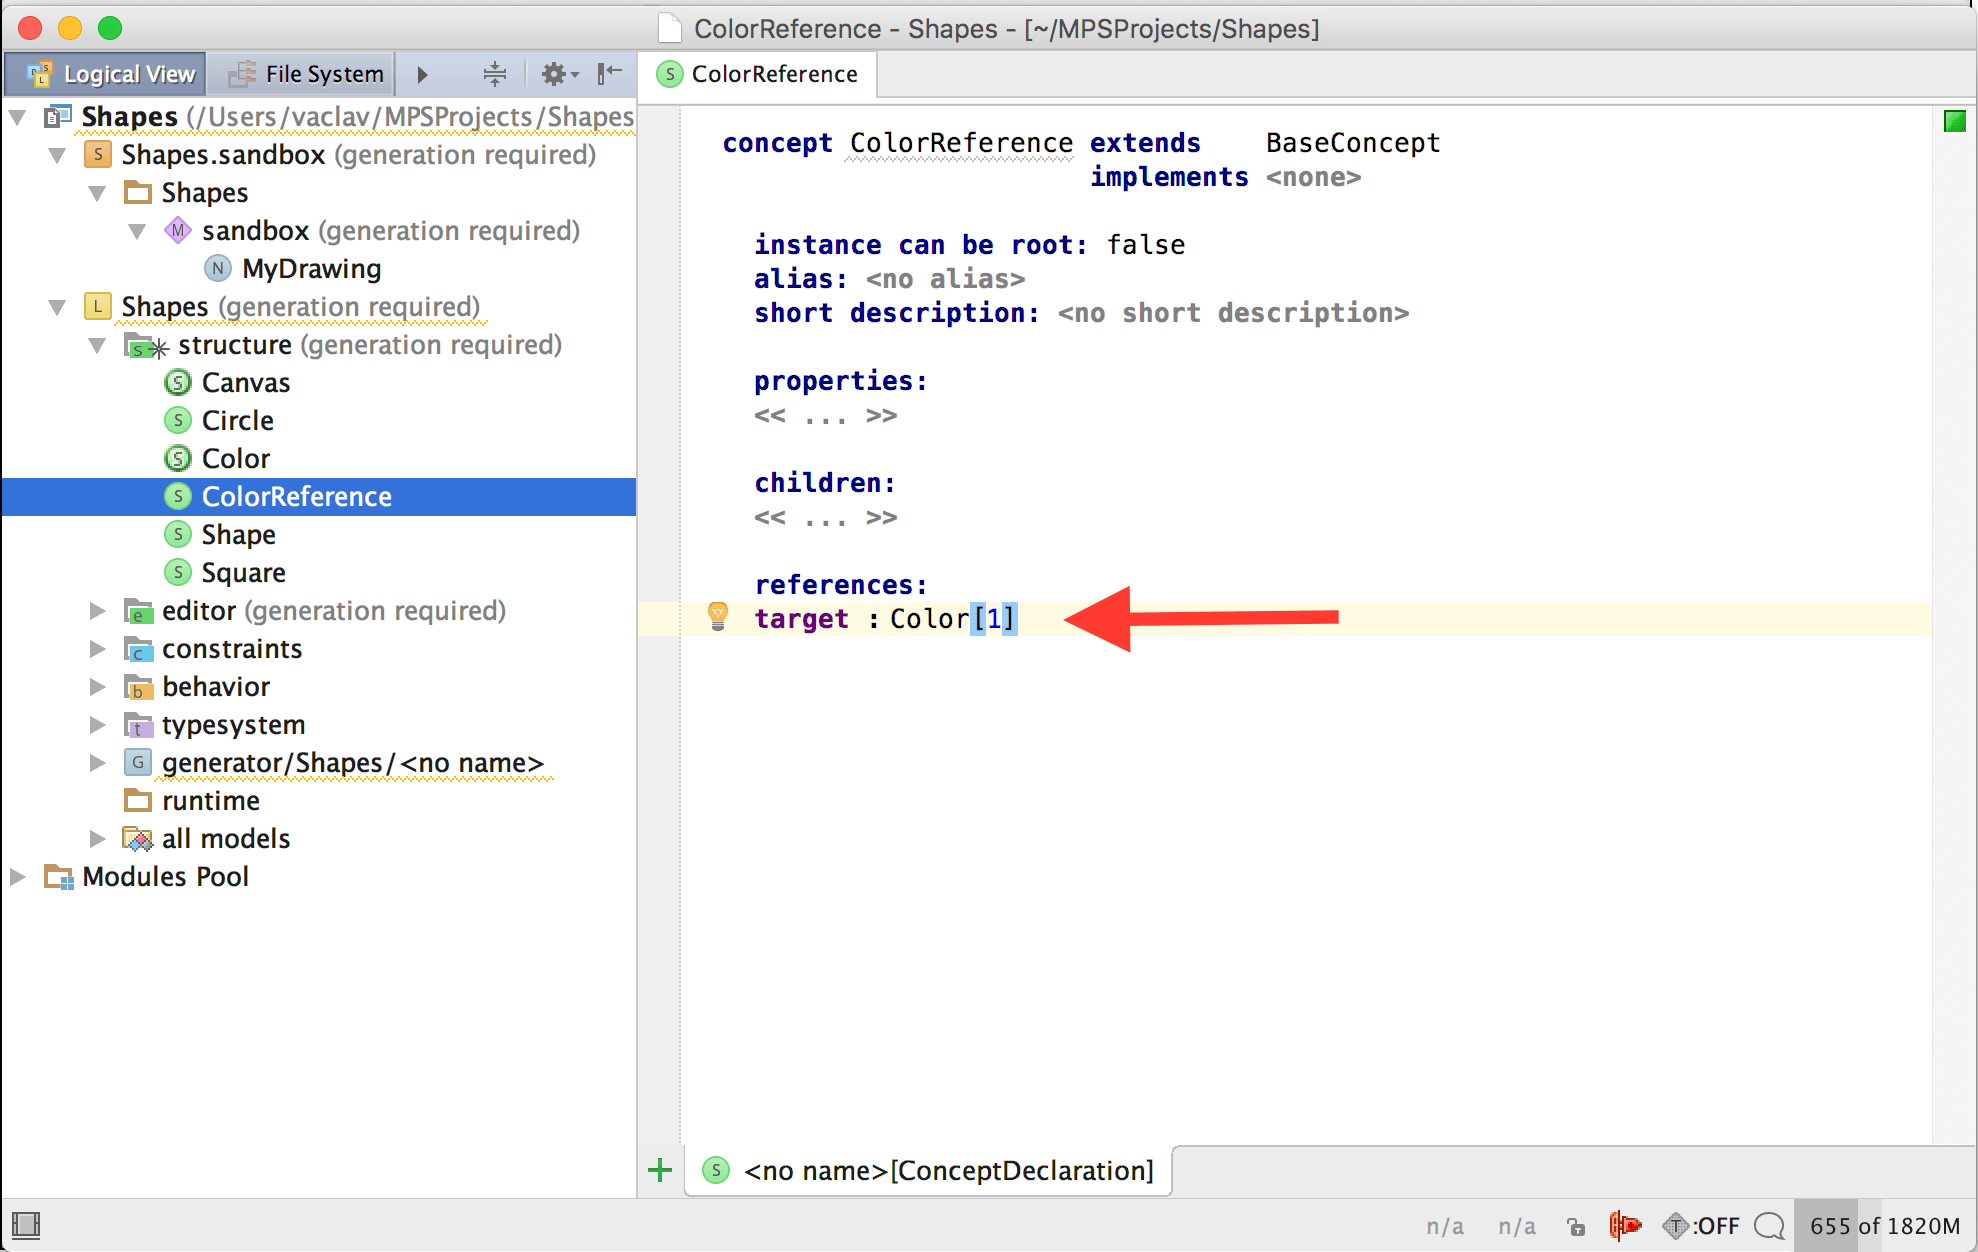 ColorReference - Shapes - [~/MPSProjects/Shapes]
Logical View
File System
Shapes (/Users/vaclav/MPSProjects/Shapes
S Shapes.sandbox (generation required)
Shapes
M sandbox (generation required)
N MyDrawing
L Shapes (generation required)
s structure (generation required)
S Canvas
S Circle
S Color
S ColorReference
S Shape
S Square
e editor (generation required)
c constraints
b behavior
t typesystem
G generator/Shapes/<no name>
runtime
all models
Modules Pool
S ColorReference
concept ColorReference extends BaseConcept
implements <none>
instance can be root: false
alias: <no alias>
short description: <no short description>
properties:
<< ... >>
children:
<< ... >>
references:
target : Color[1]
S <no name>[ConceptDeclaration]
n/a n/a T:OFF 655 of 1820M